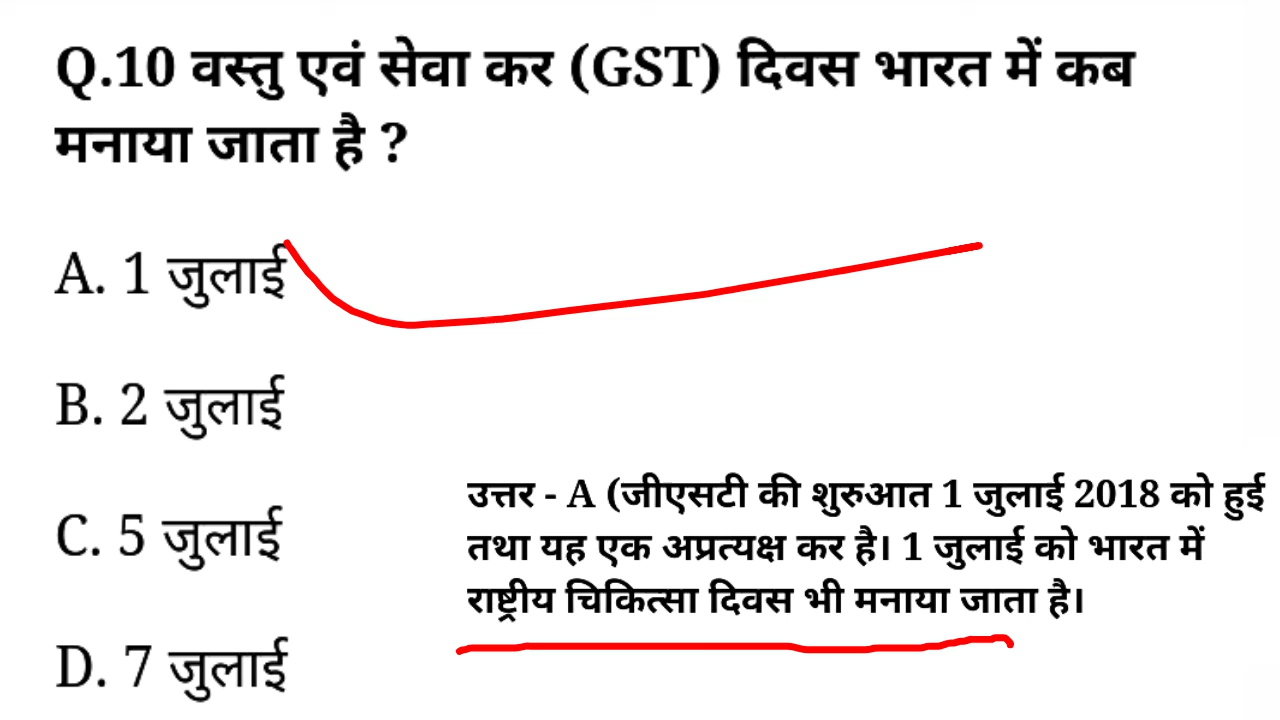 Q.10 वस्तु एवं सेवा कर (GST) दिवस भारत में कब
मनाया जाता है ?
A. 1 जुलाई
B. 2 जुलाई
C. 5 जुलाई
D. 7 जुलाई
उत्तर - A (जीएसटी की शुरुआत 1 जुलाई 2018 को हुई
तथा यह एक अप्रत्यक्ष कर है। 1 जुलाई को भारत में
राष्ट्रीय चिकित्सा दिवस भी मनाया जाता है।